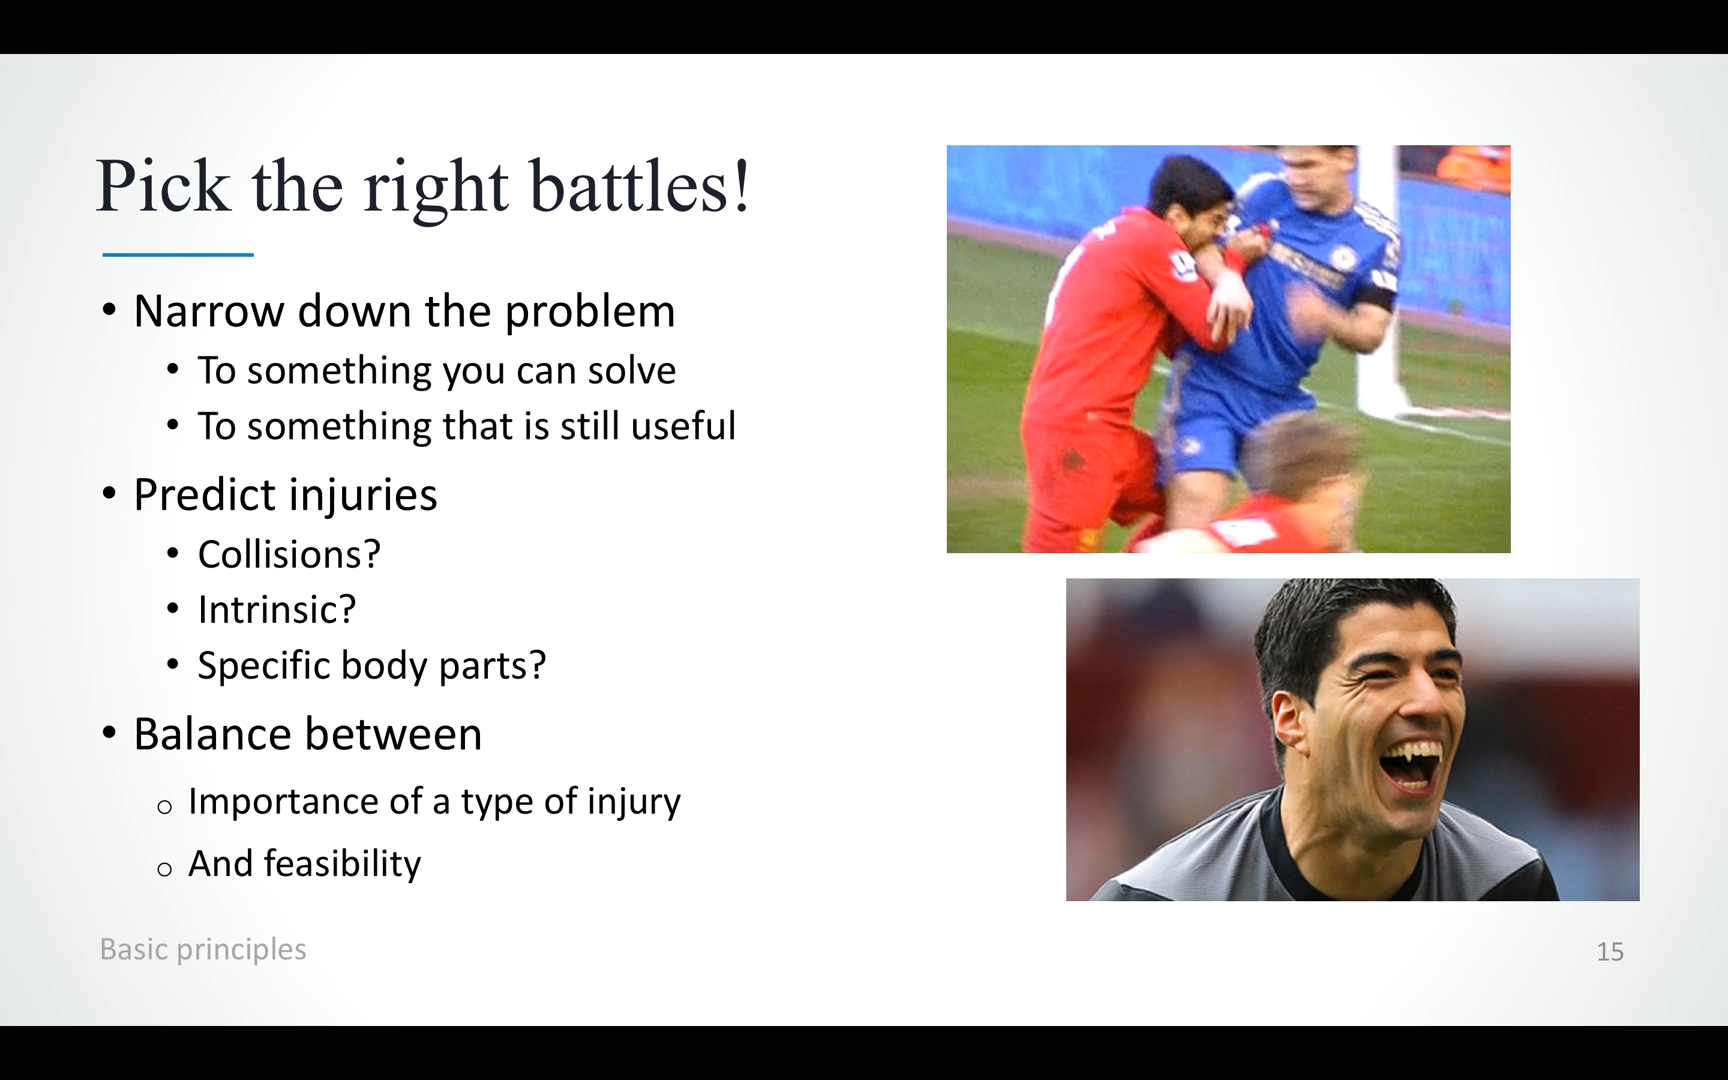 Pick the right battles!
• Narrow down the problem
• To something you can solve
• To something that is still useful
• Predict injuries
• Collisions?
• Intrinsic?
• Specific body parts?
• Balance between
o Importance of a type of injury
o And feasibility
Basic principles
15